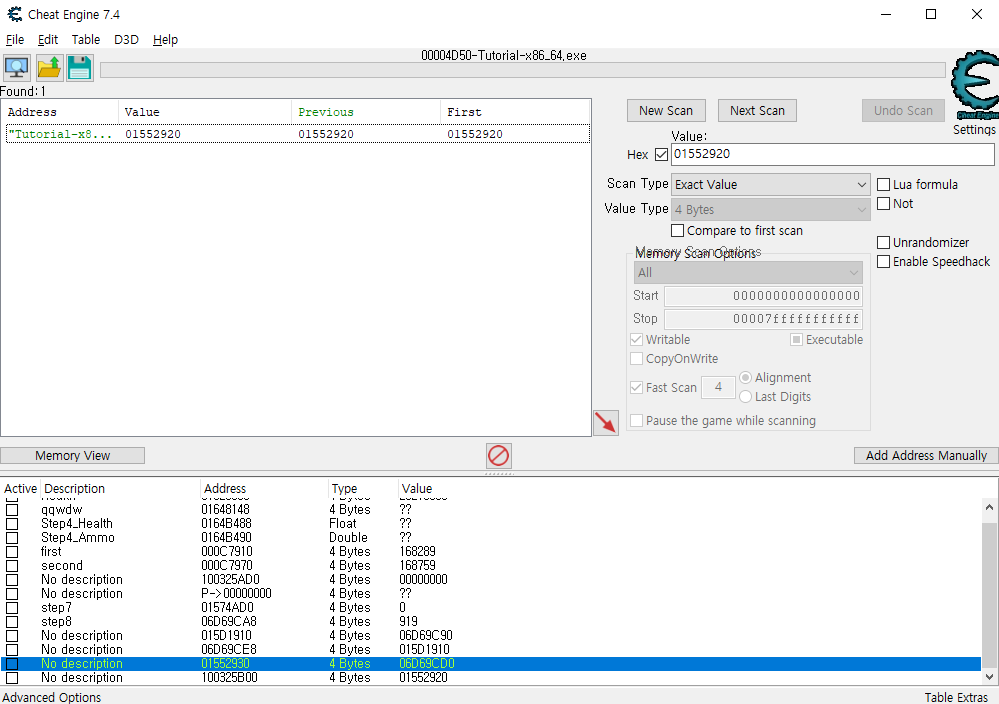 Cheat Engine 7.4
File Edit Table D3D Help
00004D50-Tutorial-x86_64.exe
Found: 1
Address Value Previous First
"Tutorial-x8... 01552920 01552920 01552920
New Scan Next Scan Undo Scan
Cheat Engine
Settings
Value:
Hex 01552920
Scan Type Exact Value
Lua formula
Value Type 4 Bytes
Not
Compare to first scan
Memory Scan Options
Unrandomizer
All
Enable Speedhack
Start 0000000000000000
Stop 00007fffffffffff
Writable Executable
CopyOnWrite
Fast Scan 4 Alignment
Last Digits
Pause the game while scanning
Memory View Add Address Manually
Active Description Address Type Value
qqwdw 01648148 4 Bytes ??
Step4_Health 0164B488 Float ??
Step4_Ammo 0164B490 Double ??
first 000C7910 4 Bytes 168289
second 000C7970 4 Bytes 168759
No description 100325AD0 4 Bytes 00000000
No description P->00000000 4 Bytes ??
step7 01574AD0 4 Bytes 0
step8 06D69CA8 4 Bytes 919
No description 015D1910 4 Bytes 06D69C90
No description 06D69CE8 4 Bytes 015D1910
No description 01552930 4 Bytes 06D69CD0
No description 100325B00 4 Bytes 01552920
Advanced Options Table Extras